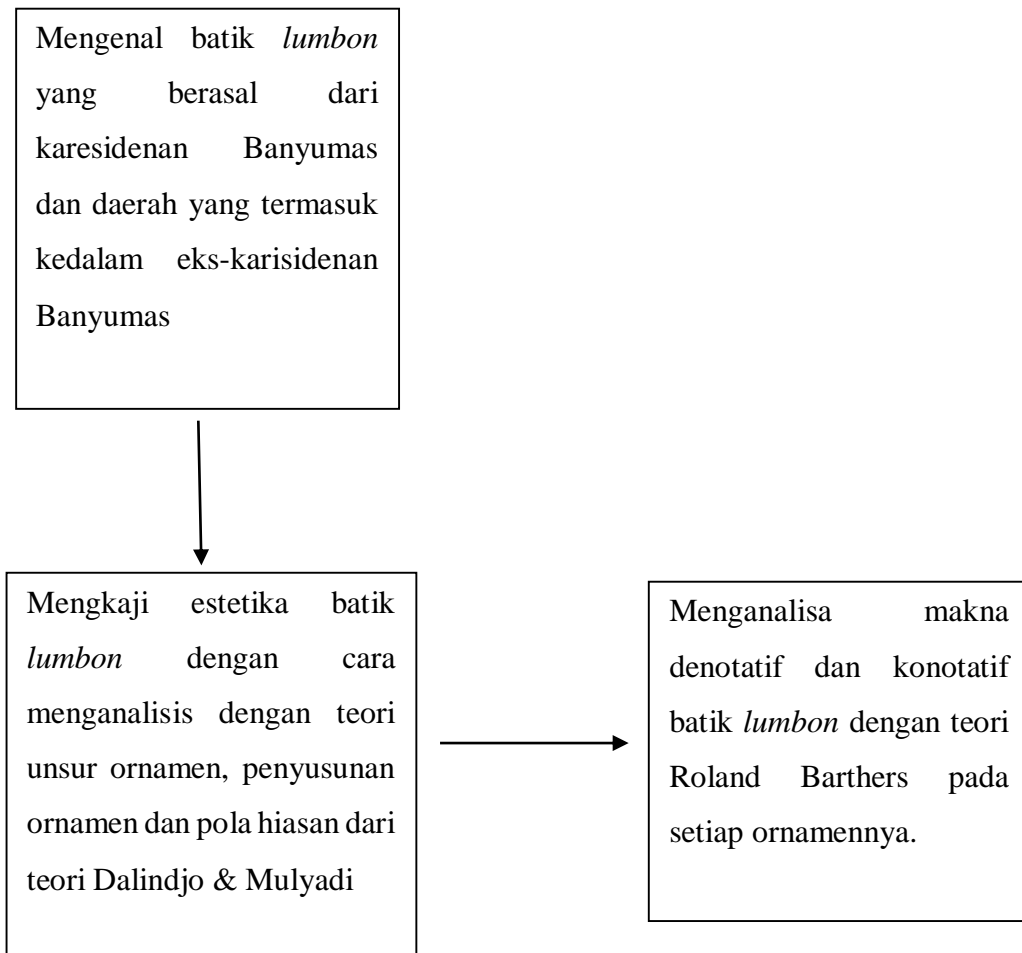 Mengenal batik lumbon
yang berasal dari
karesidenan Banyumas
dan daerah yang termasuk
kedalam eks-karisidenan
Banyumas
Mengkaji estetika batik
lumbon dengan cara
menganalisis dengan teori
unsur ornamen, penyusunan
ornamen dan pola hiasan dari
teori Dalindjo & Mulyadi
Menganalisa makna
denotatif dan konotatif
batik lumbon dengan teori
Roland Barthers pada
setiap ornamennya.